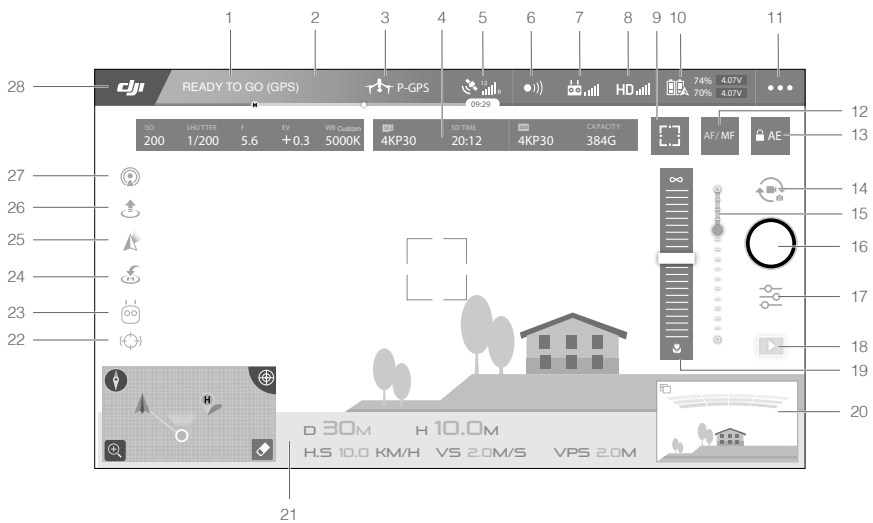 1 2 3 4 5 6 7 8 9 10 11
28 dji READY TO GO (GPS) P-GPS 12 R HD 74% 4.07V
70% 4.07V
H 09:29
12
ISO SHUTTER F EV WB Custom SD TIME CAPACITY
200 1/200 5.6 +0.3 5000K 4KP30 20:12 4KP30 384G AF/MF AE 13
27 ∞ 14
26 15
25 16
24 17
23 18
22 19
H 20
D 30M H 10.0M
H.S 10.0 KM/H VS 2.0M/S VPS 2.0M
21